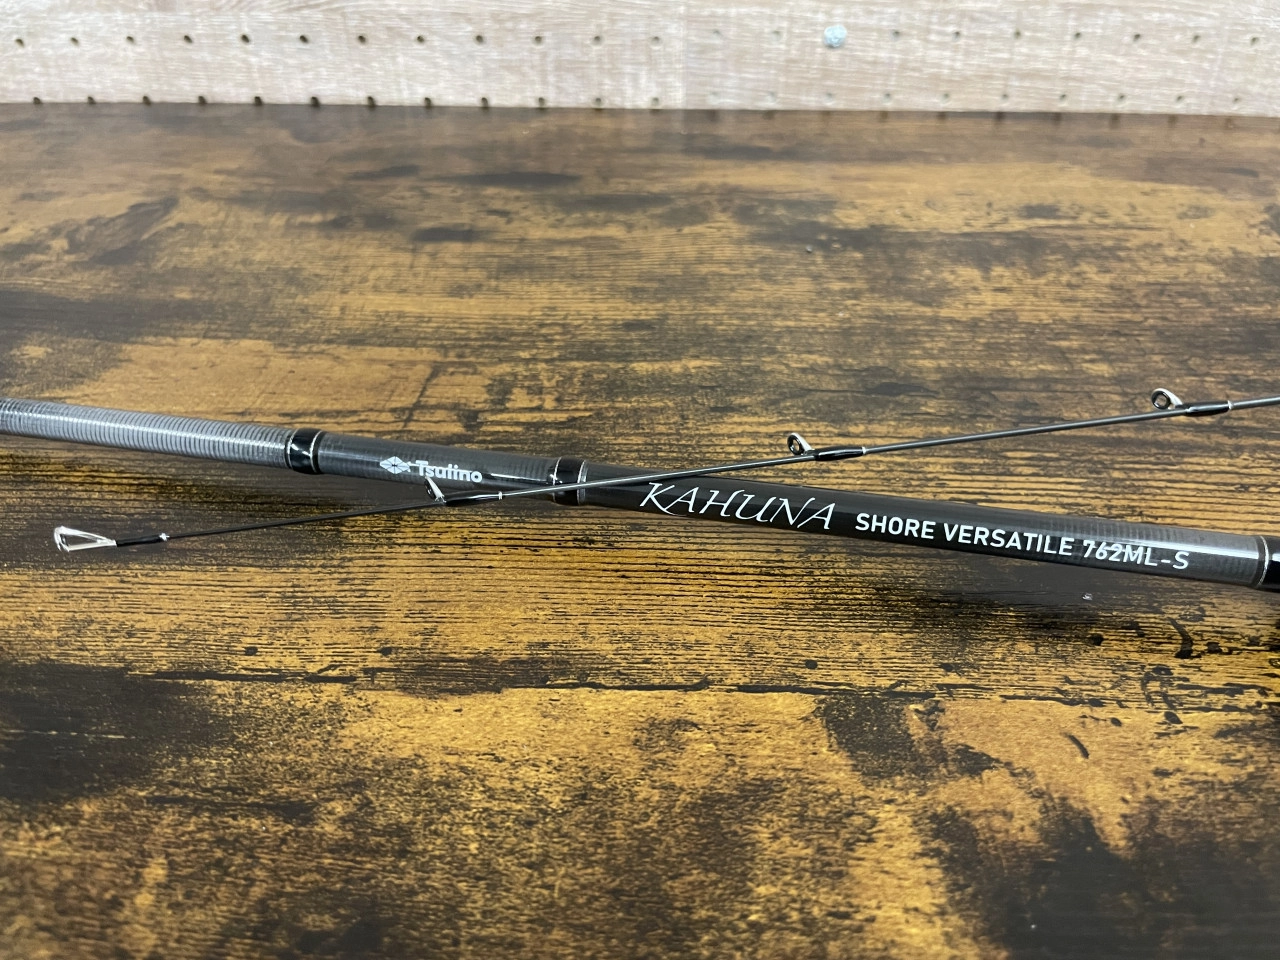 Tsulino
KAHUNA SHORE VERSATILE 762ML-S